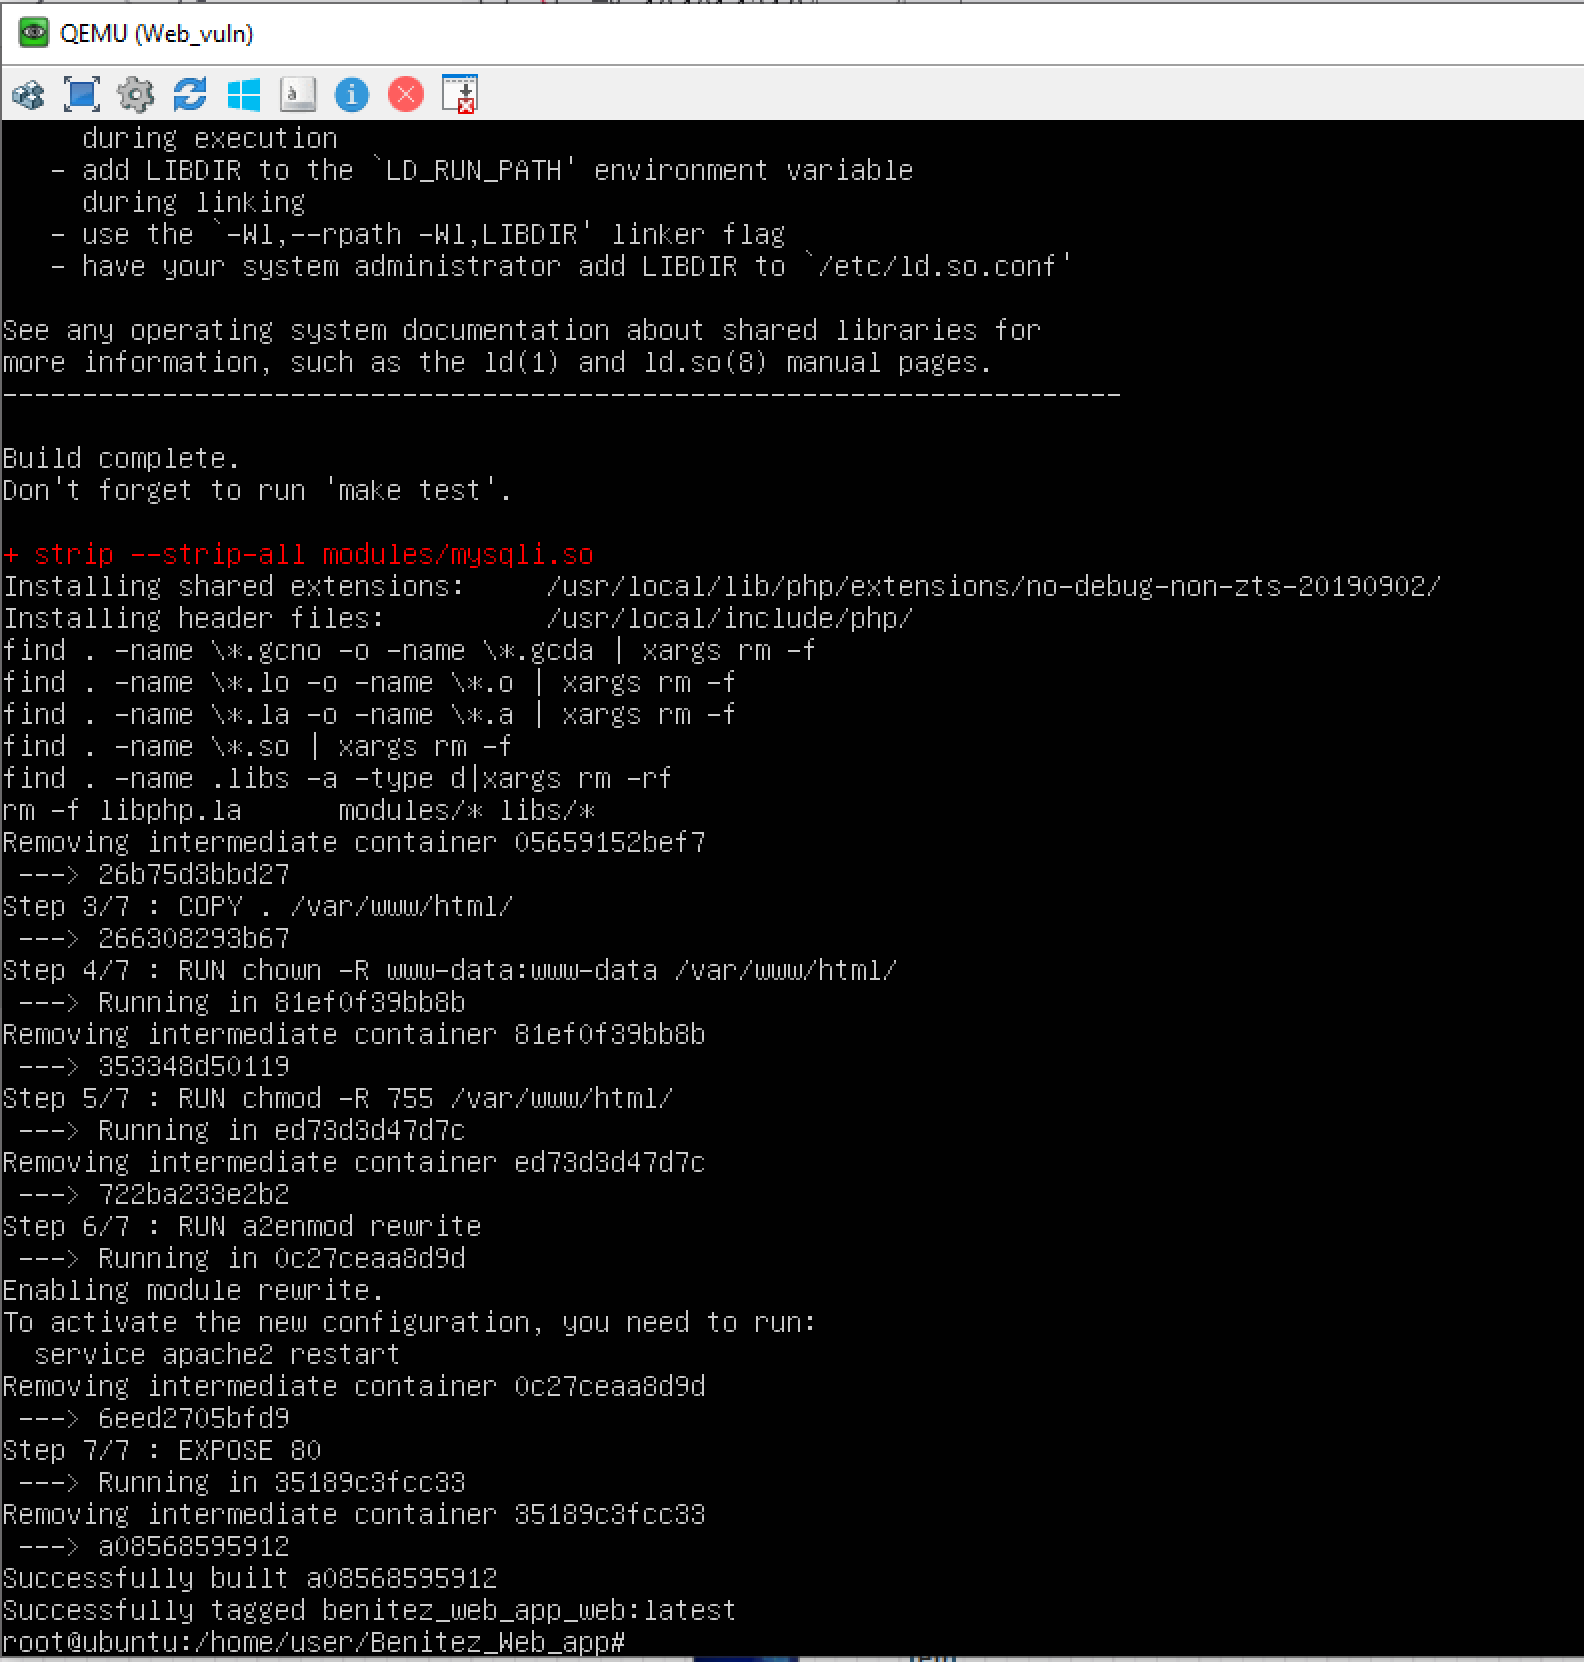 QEMU (Web_vuln)
during execution
- add LIBDIR to the `LD_RUN_PATH' environment variable
during linking
- use the `-Wl,--rpath -Wl,LIBDIR' linker flag
- have your system administrator add LIBDIR to `/etc/ld.so.conf'
See any operating system documentation about shared libraries for
more information, such as the ld(1) and ld.so(8) manual pages.
----------------------------------------------------------------------
Build complete.
Don't forget to run 'make test'.
+ strip --strip-all modules/mysqli.so
Installing shared extensions:     /usr/local/lib/php/extensions/no-debug-non-zts-20190902/
Installing header files:          /usr/local/include/php/
find . -name \*.gcno -o -name \*.gcda | xargs rm -f
find . -name \*.lo -o -name \*.o | xargs rm -f
find . -name \*.la -o -name \*.a | xargs rm -f
find . -name \*.so | xargs rm -f
find . -name .libs -a -type d|xargs rm -rf
rm -f libphp.la      modules/* libs/*
Removing intermediate container 05659152bef7
---> 26b75d3bbd27
Step 3/7 : COPY . /var/www/html/
---> 266308293b67
Step 4/7 : RUN chown -R www-data:www-data /var/www/html/
---> Running in 81ef0f39bb8b
Removing intermediate container 81ef0f39bb8b
---> 353348d50119
Step 5/7 : RUN chmod -R 755 /var/www/html/
---> Running in ed73d3d47d7c
Removing intermediate container ed73d3d47d7c
---> 722ba233e2b2
Step 6/7 : RUN a2enmod rewrite
---> Running in 0c27ceaa8d9d
Enabling module rewrite.
To activate the new configuration, you need to run:
service apache2 restart
Removing intermediate container 0c27ceaa8d9d
---> 6eed2705bfd9
Step 7/7 : EXPOSE 80
---> Running in 35189c3fcc33
Removing intermediate container 35189c3fcc33
---> a08568595912
Successfully built a08568595912
Successfully tagged benitez_web_app_web:latest
root@ubuntu:/home/user/Benitez_Web_app#